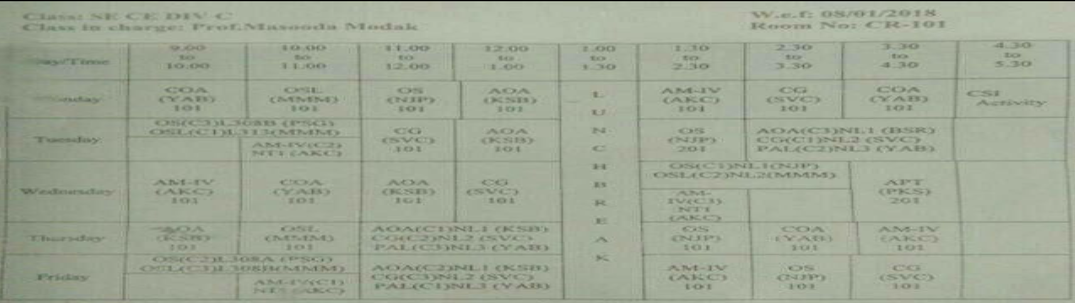 Class: SE CE DIV C
W.e.f: 08/01/2018
Class in charge: Prof.Masooda Modak
Room No: CR-101
Day/Time
9.00 to 10.00
10.00 to 11.00
11.00 to 12.00
12.00 to 1.00
1.00 to 1.30
1.30 to 2.30
2.30 to 3.30
3.30 to 4.30
4.30 to 5.30
COA (YAB) 101
OSL (MMM) 101
OS (NJP) 101
AOA (KSB) 101
LUNCH BREAK
AM-IV (AKC) 101
CG (SVC) 101
COA (YAB) 101
CSI Activity
Tuesday
OS(C3)L308B (PSG)
OSL(C1)L313(MMM)
AM-IV(C2) NT1 (AKC)
CG (SVC) 101
AOA (KSB) 101
OS (NJP) 201
AOA(C3)NL1 (BSR)
CG(C1)NL2 (SVC)
PAL(C2)NL3 (YAB)
Wednesday
AM-IV (AKC) 101
COA (YAB) 101
AOA (KSB) 101
CG (SVC) 101
OS(C1)NL1(NJP)
OSL(C2)NL2(MMM)
AM-IV(C3) NT1 (AKC)
APT (PKS) 201
Thursday
(KSB) 101
OSL (MMM) 101
AOA(C1)NL1 (KSB)
CG(C2)NL2 (SVC)
PAL(C3)NL3 (YAB)
OS (NJP) 101
COA (YAB) 101
AM-IV (AKC) 101
Friday
OS(C2)L308A (PSG)
OSL(C3)L308B(MMM)
AM-IV(C1) (AKC)
AOA(C2)NL1 (KSB)
CG(C3)NL2 (SVC)
PAL(C1)NL3 (YAB)
AM-IV (AKC) 101
OS (NJP) 101
CG (SVC) 101